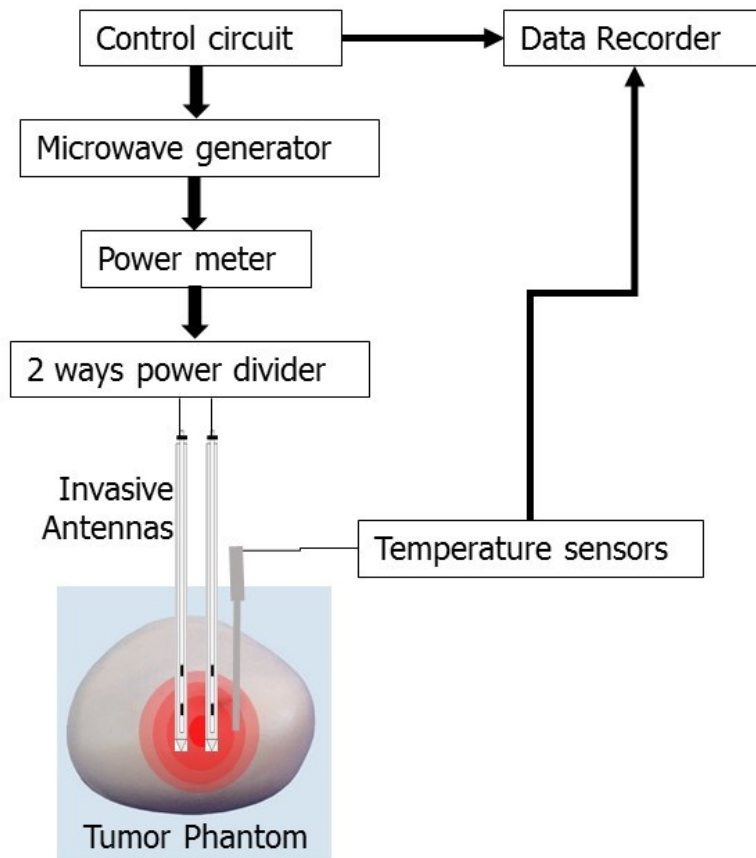 Control circuit
Data Recorder
Microwave generator
Power meter
2 ways power divider
Invasive
Antennas
Temperature sensors
Tumor Phantom